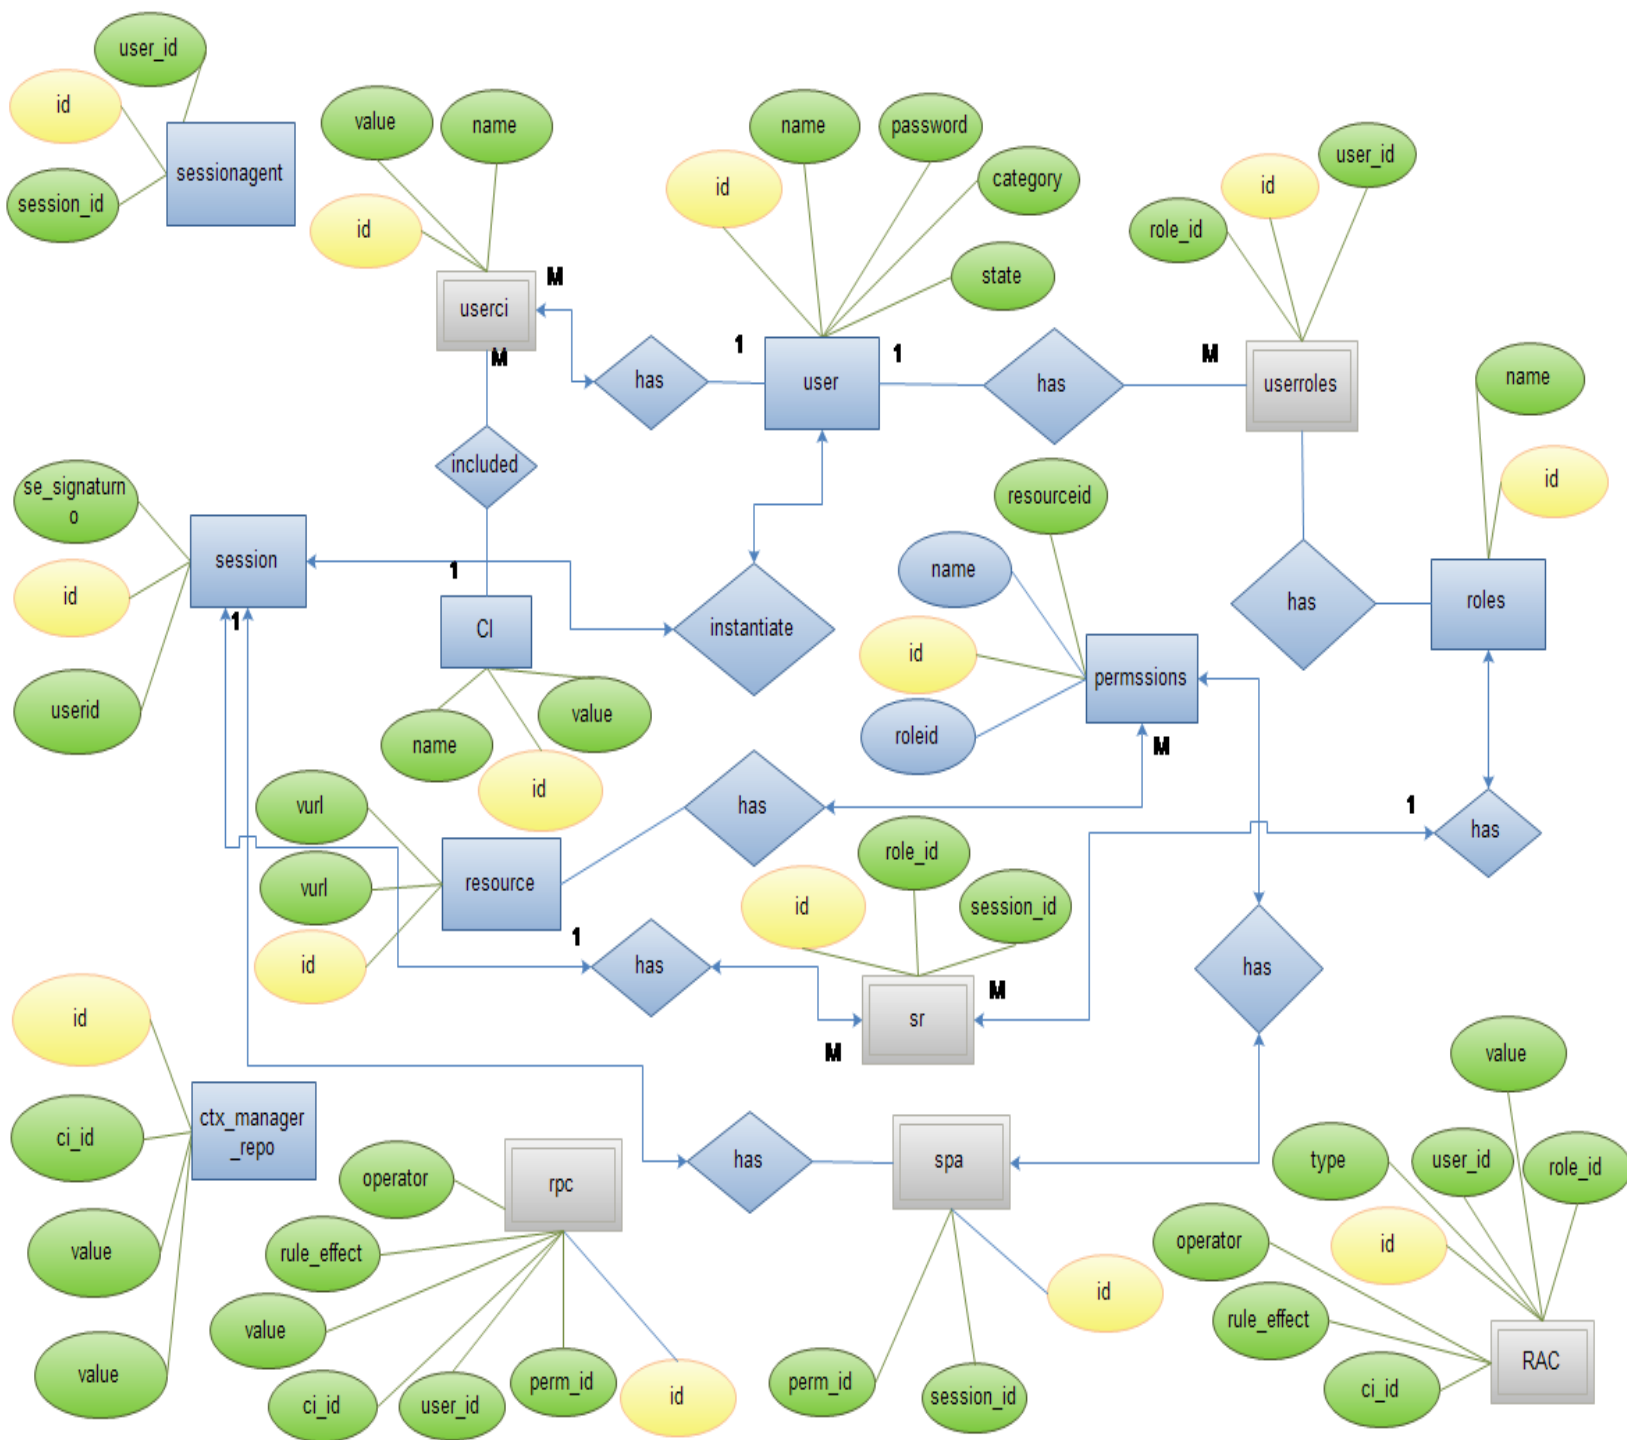 user_id
id
sessionagent
session_id
value
name
id
userci
M
M
name
password
id
category
state
1
user
1
has
has
user_id
id
role_id
M
userroles
name
id
roles
has
included
se_signaturn
o
session
id
1
userid
1
CI
name
value
id
instantiate
resourceid
name
id
permssions
roleid
M
has
1
has
vurl
vurl
resource
id
1
has
role_id
id
session_id
sr
M
M
has
id
ci_id
ctx_manager
_repo
value
value
operator
rpc
rule_effect
value
ci_id
user_id
perm_id
id
has
spa
id
perm_id
session_id
value
type
user_id
role_id
operator
id
rule_effect
RAC
ci_id